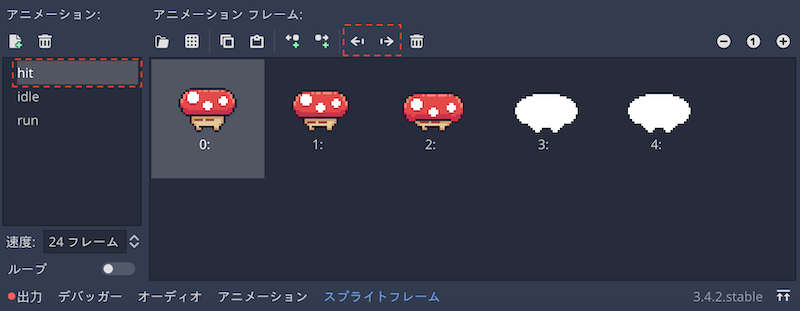 アニメーション: アニメーション フレーム:
hit
idle
run
0: 1: 2: 3: 4:
速度: 24 フレーム
ループ
出力 デバッガー オーディオ アニメーション スプライトフレーム 3.4.2.stable